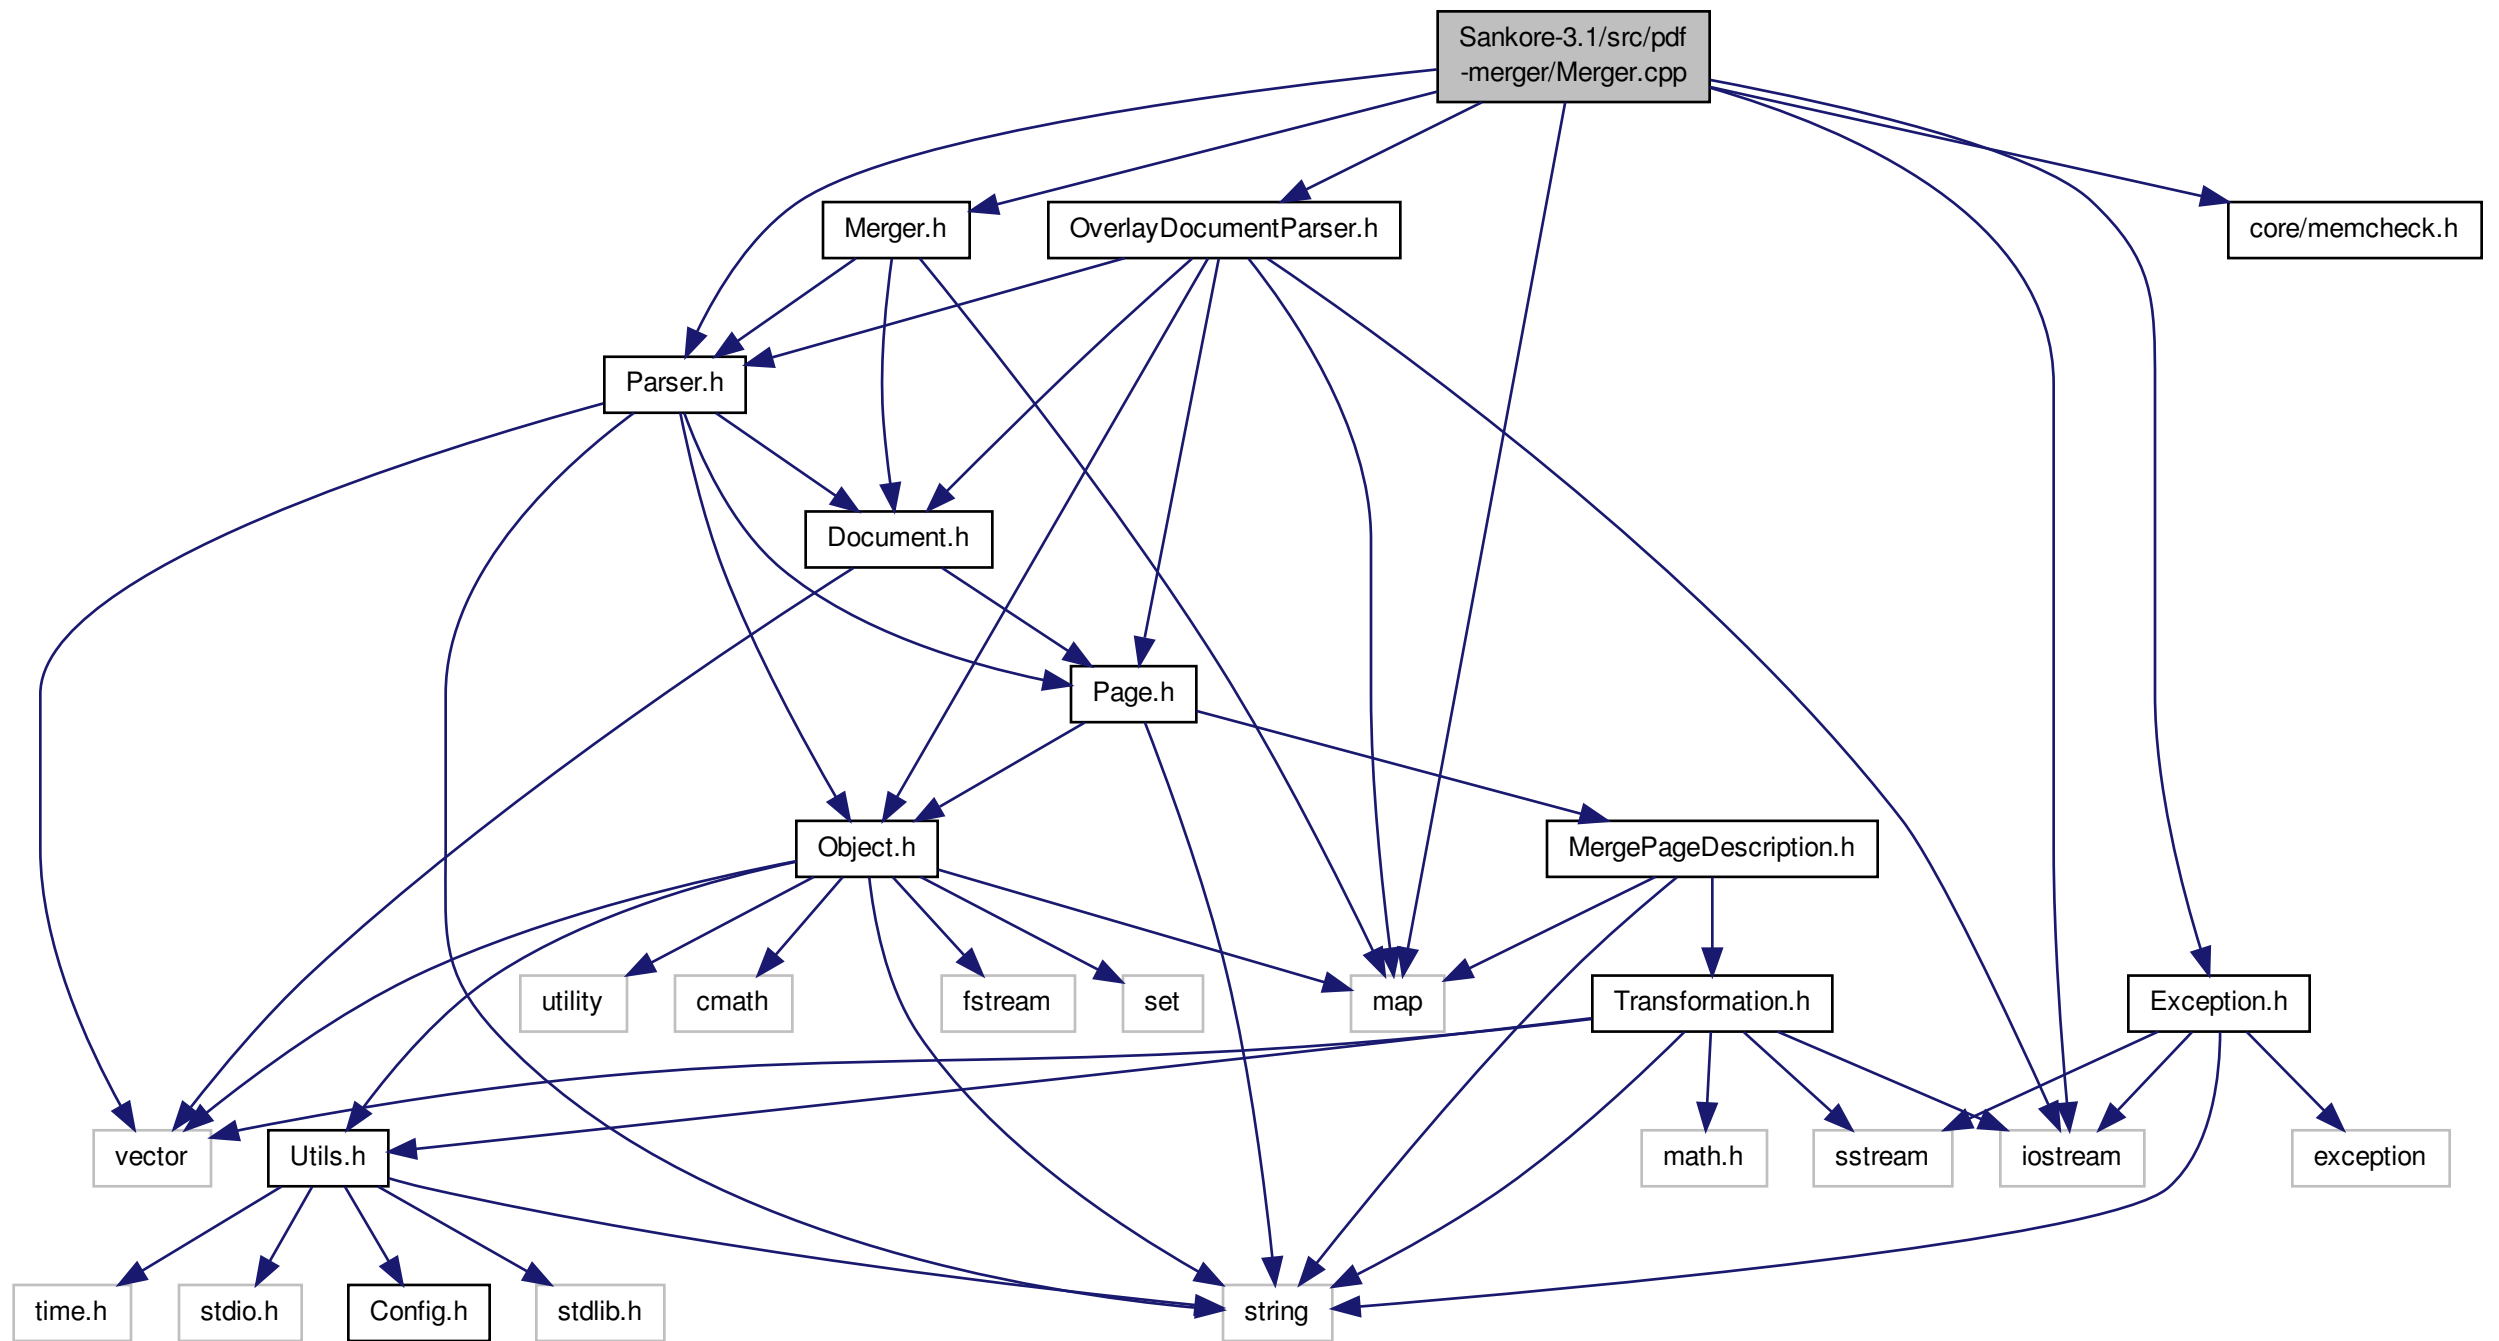 Sankore-3.1/src/pdf
-merger/Merger.cpp
Merger.h
OverlayDocumentParser.h
core/memcheck.h
Parser.h
Document.h
Page.h
Object.h
MergePageDescription.h
utility
cmath
fstream
set
map
Transformation.h
Exception.h
vector
Utils.h
math.h
sstream
iostream
exception
time.h
stdio.h
Config.h
stdlib.h
string